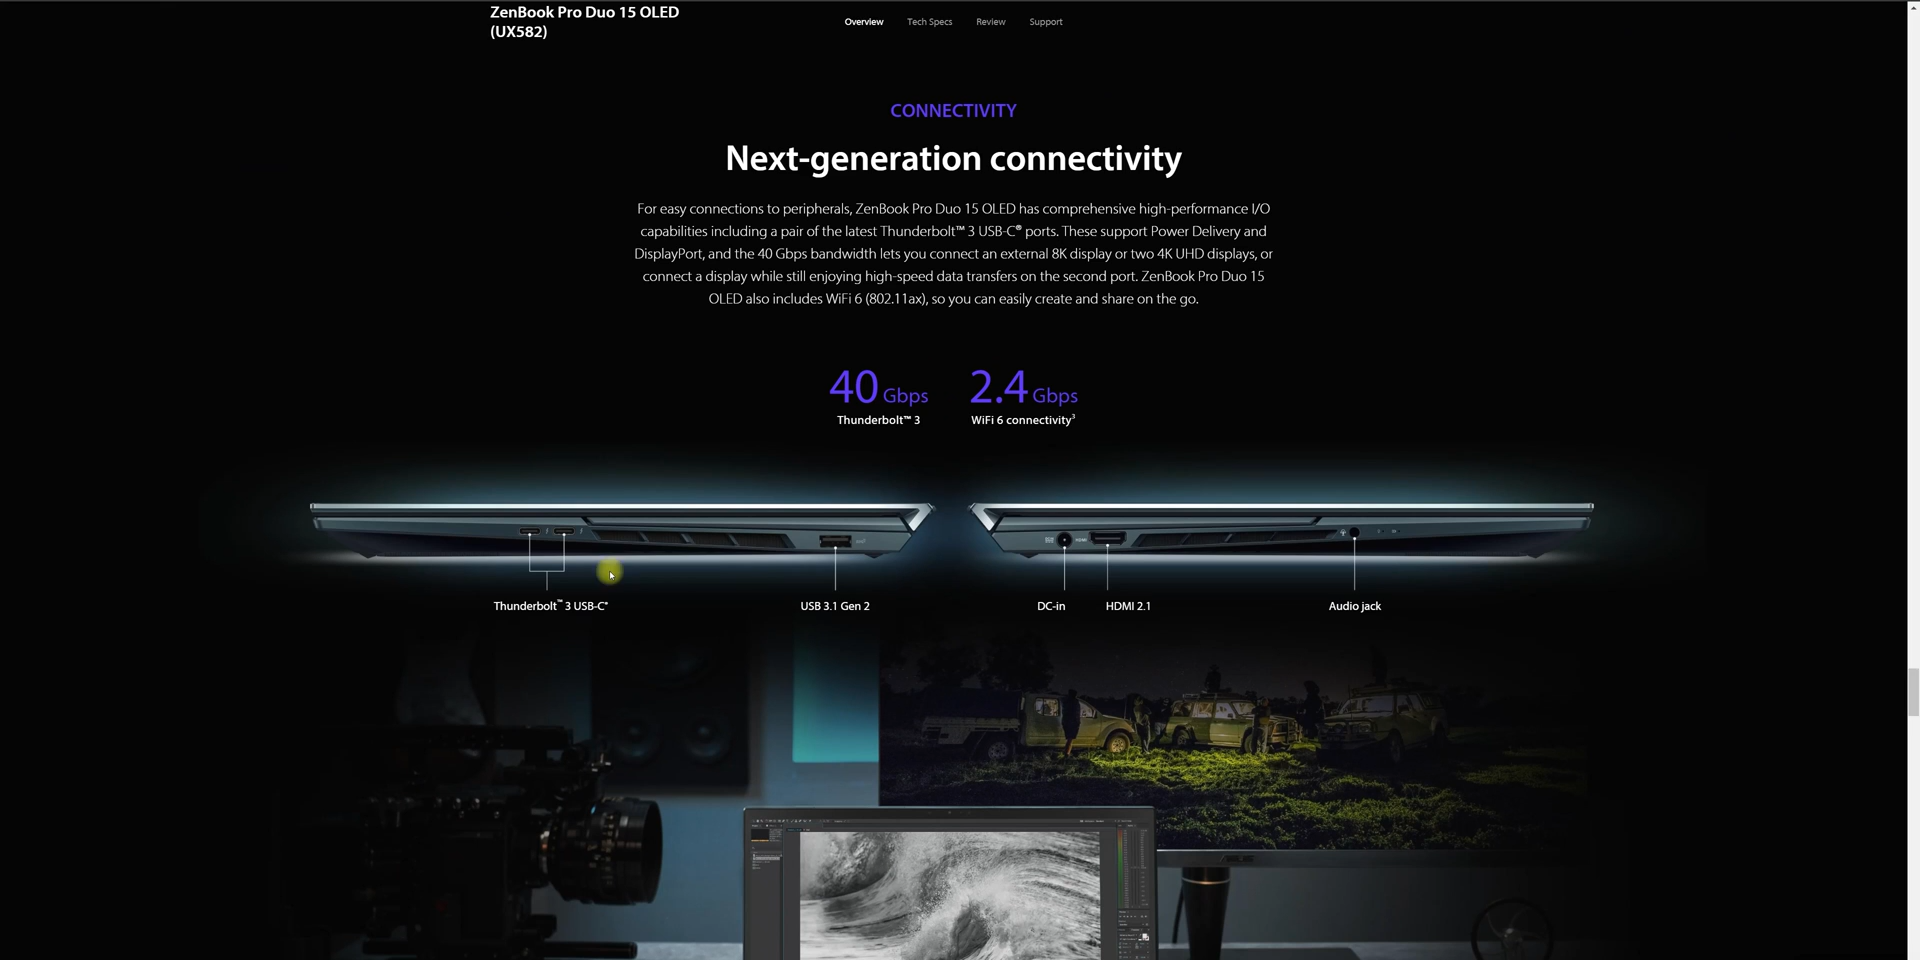 ZenBook Pro Duo 15 OLED
(UX582)
Overview
Tech Specs
Review
Support
CONNECTIVITY
Next-generation connectivity
For easy connections to peripherals, ZenBook Pro Duo 15 OLED has comprehensive high-performance I/O
capabilities including a pair of the latest Thunderbolt™ 3 USB-C® ports. These support Power Delivery and
DisplayPort, and the 40 Gbps bandwidth lets you connect an external 8K display or two 4K UHD displays, or
connect a display while still enjoying high-speed data transfers on the second port. ZenBook Pro Duo 15
OLED also includes WiFi 6 (802.11ax), so you can easily create and share on the go.
40 Gbps
Thunderbolt™ 3
2.4 Gbps
WiFi 6 connectivity³
Thunderbolt™ 3 USB-C®
USB 3.1 Gen 2
DC-in
HDMI 2.1
Audio jack